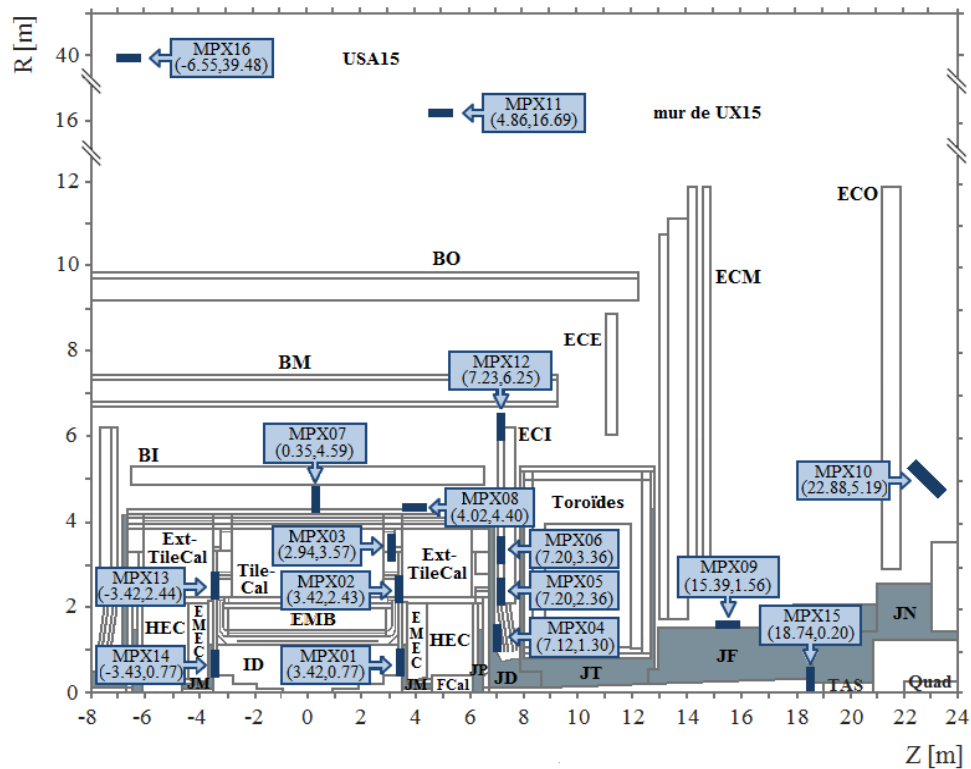 R [m]
40
16
12
10
8
6
4
2
0
MPX16
(-6.55,39.48)
USA15
MPX11
(4.86,16.69)
mur de UX15
ECO
BO
ECM
ECE
MPX12
(7.23,6.25)
BM
MPX07
(0.35,4.59)
ECI
BI
MPX10
(22.88,5.19)
Toroïdes
MPX08
(4.02,4.40)
Ext-
TileCal
MPX03
(2.94,3.57)
Ext-
TileCal
MPX06
(7.20,3.36)
MPX09
(15.39,1.56)
MPX13
(-3.42,2.44)
Tile-
Cal
MPX02
(3.42,2.43)
MPX05
(7.20,2.36)
MPX15
(18.74,0.20)
JN
HEC
E
M
E
C
EMB
E
M
E
C
HEC
MPX04
(7.12,1.30)
MPX14
(-3.43,0.77)
ID
MPX01
(3.42,0.77)
JP
JD
JT
JF
JM
JM
FCal
TAS
Quad
-8 -6 -4 -2 0 2 4 6 8 10 12 14 16 18 20 22 24
Z [m]